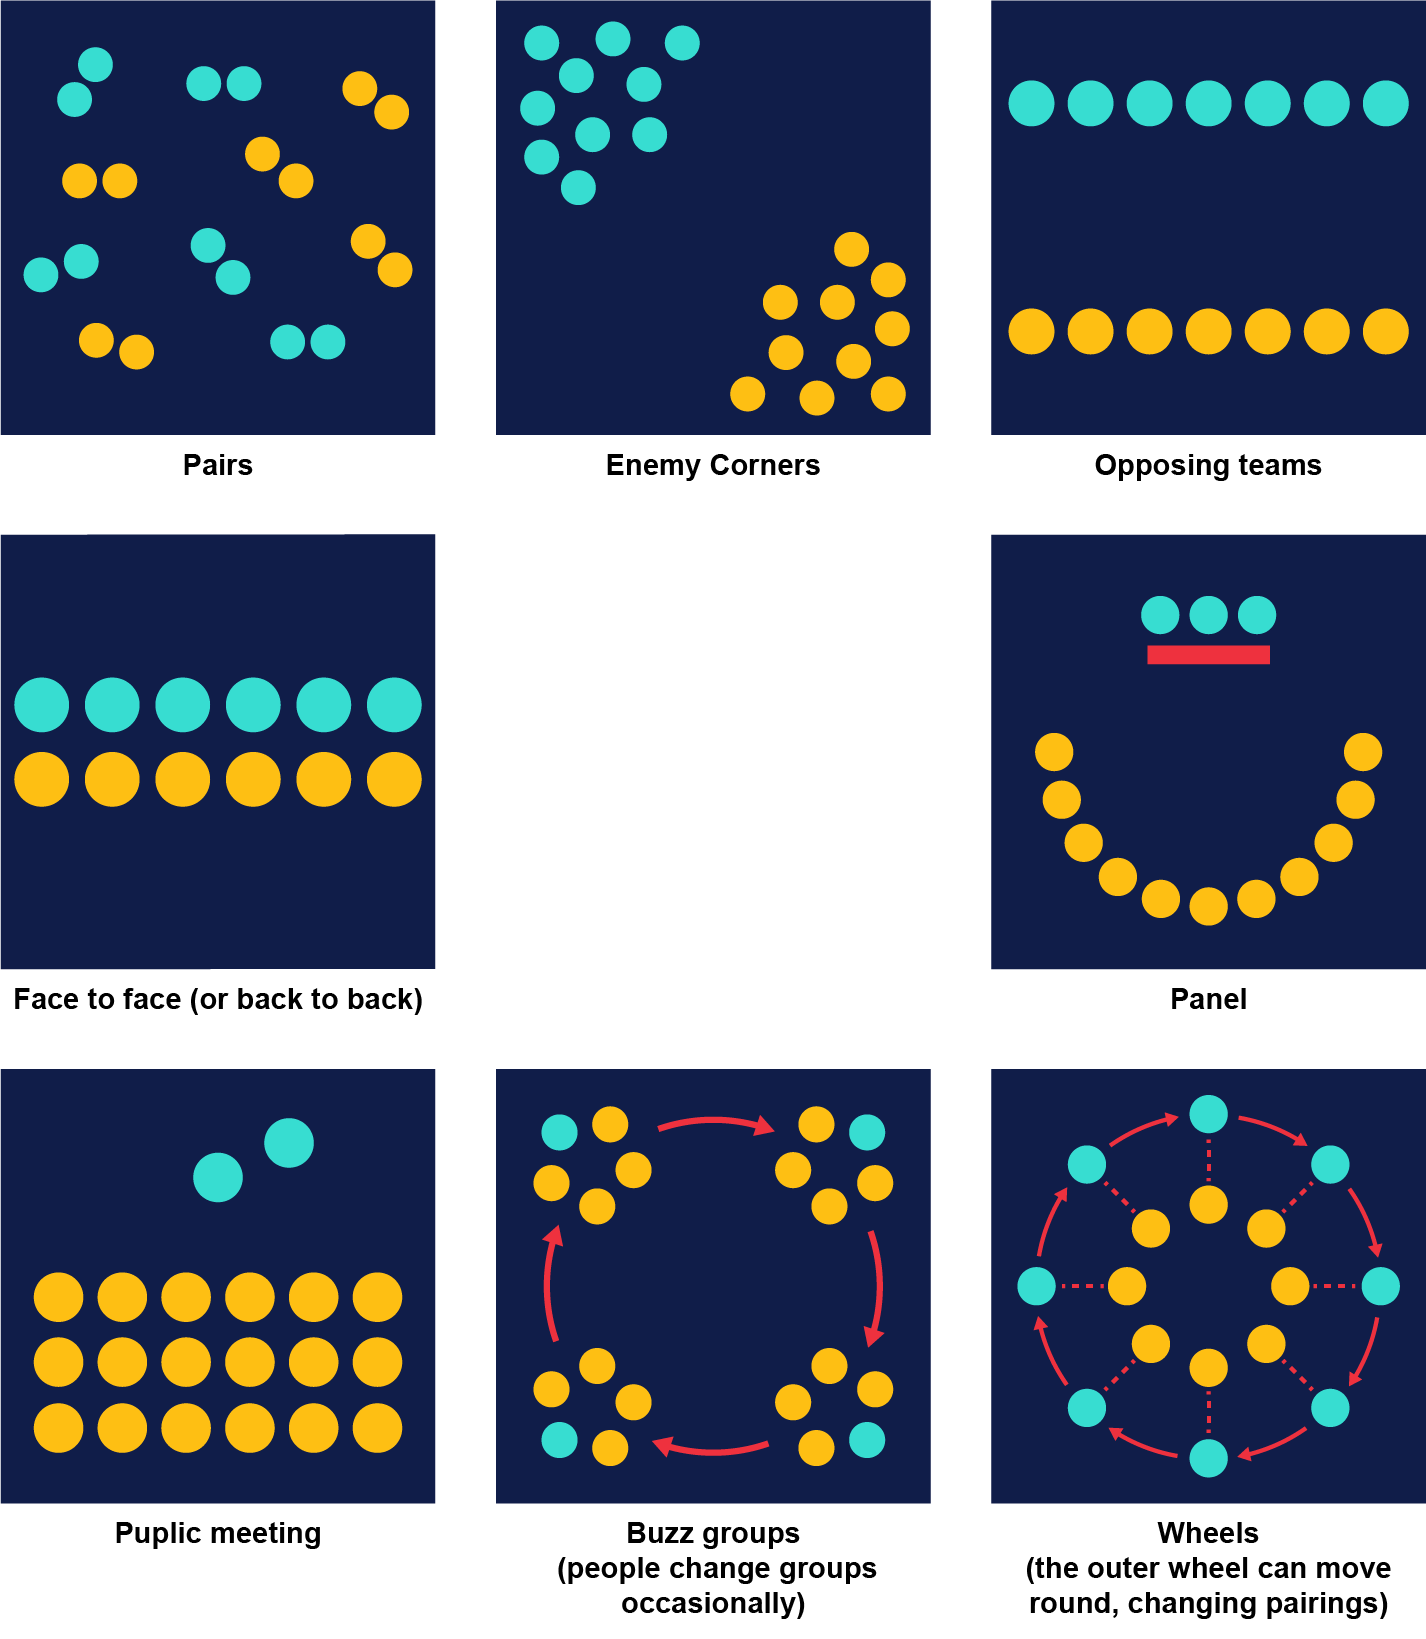 Pairs
Enemy Corners
Opposing teams
Face to face (or back to back)
Panel
Puplic meeting
Buzz groups
(people change groups
occasionally)
Wheels
(the outer wheel can move
round, changing pairings)